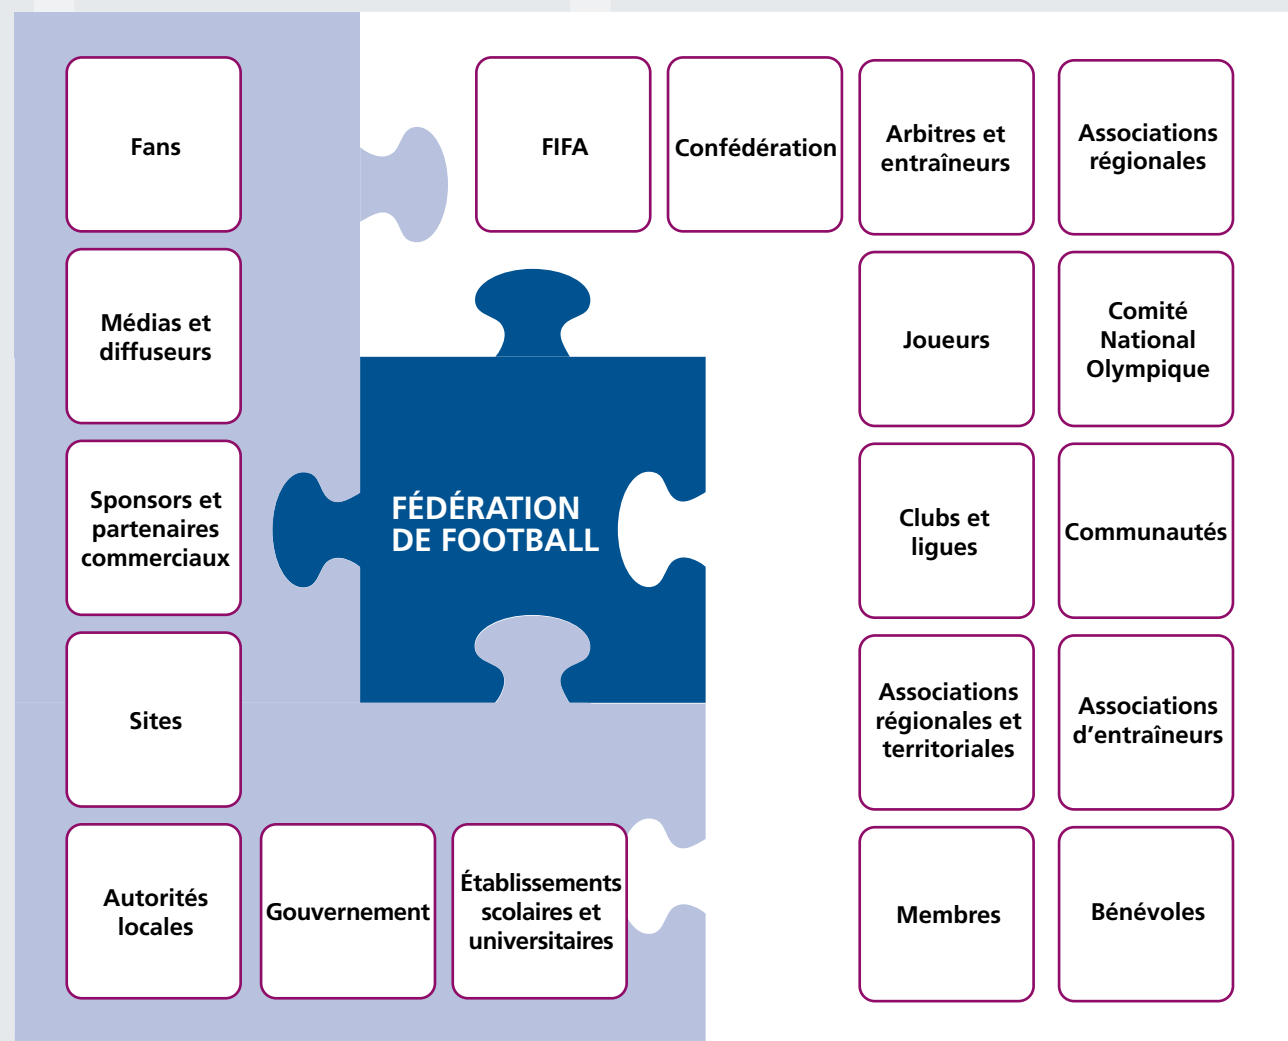 Fans
FIFA
Confédération
Arbitres et
entraîneurs
Associations
régionales
Médias et
diffuseurs
Joueurs
Comité
National
Olympique
Sponsors et
partenaires
commerciaux
FÉDÉRATION
DE FOOTBALL
Clubs et
ligues
Communautés
Sites
Associations
régionales et
territoriales
Associations
d’entraîneurs
Autorités
locales
Gouvernement
Établissements
scolaires et
universitaires
Membres
Bénévoles